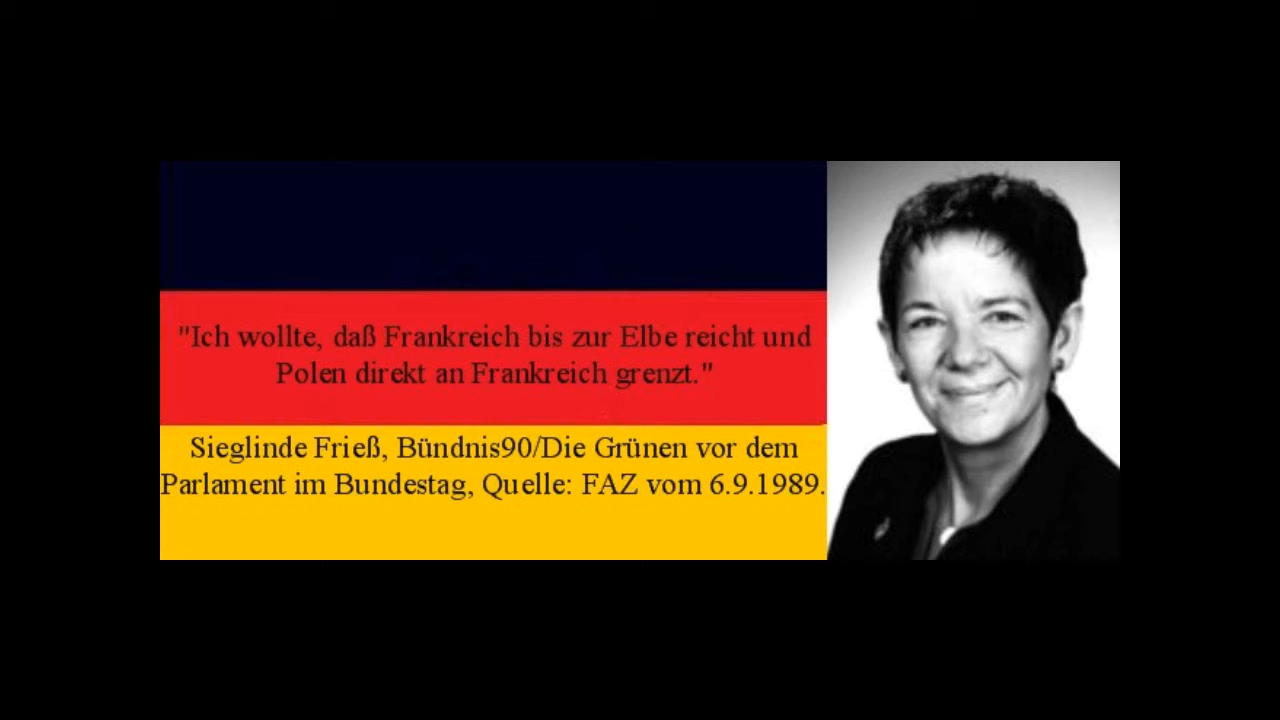 "Ich wollte, daß Frankreich bis zur Elbe reicht und
Polen direkt an Frankreich grenzt."
Sieglinde Frieß, Bündnis90/Die Grünen vor dem
Parlament im Bundestag, Quelle: FAZ vom 6.9.1989.